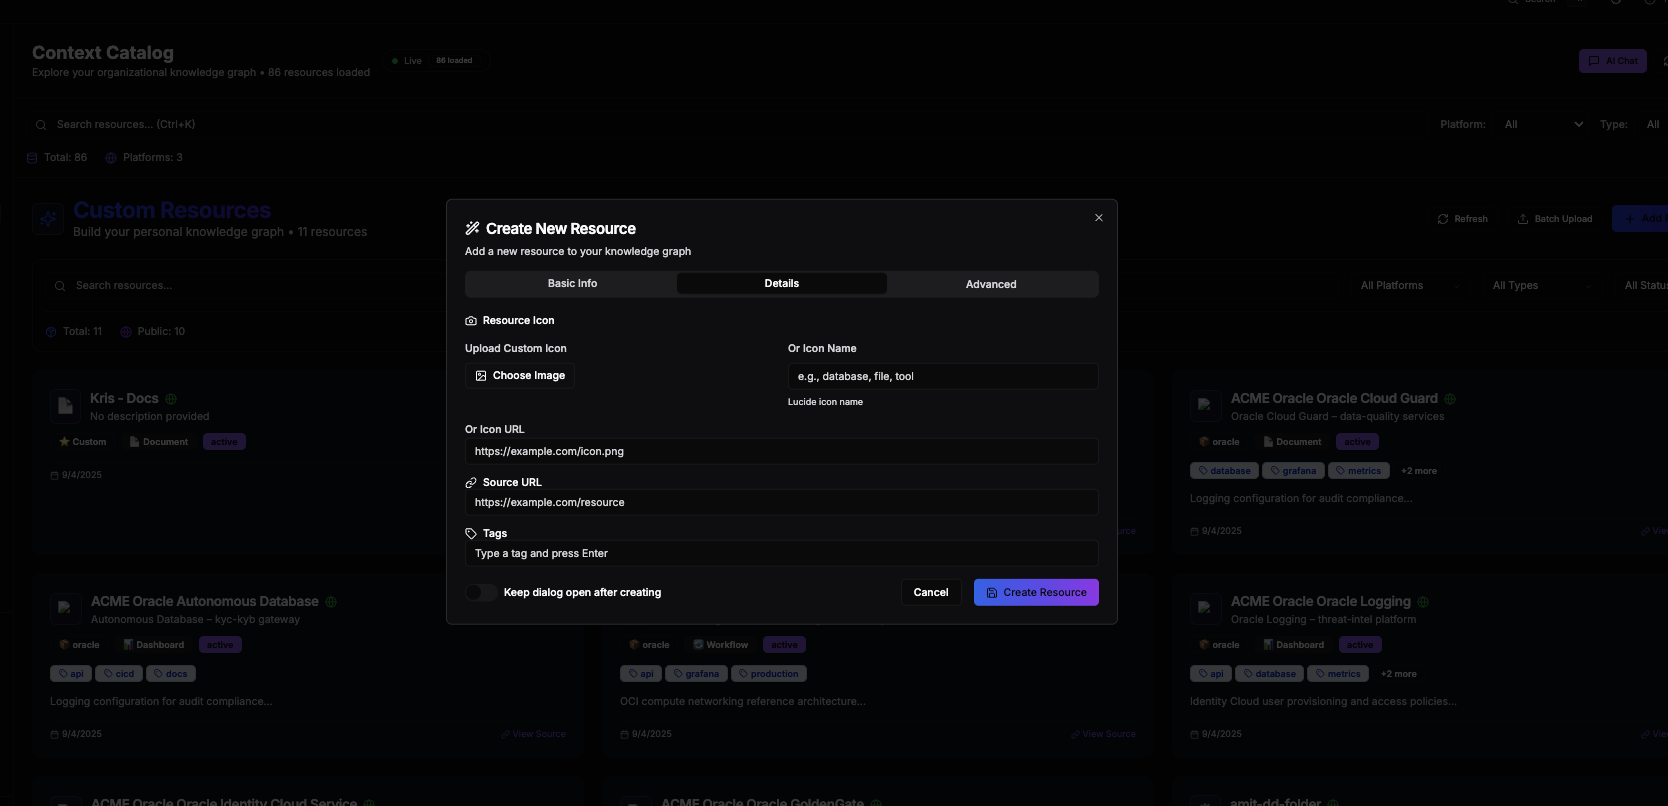 Search
Context Catalog
Explore your organizational knowledge graph • 86 resources loaded
Live
86 loaded
AI Chat
Search resources... (Ctrl+K)
Platform:
All
Type:
All
Total: 86
Platforms: 3
Custom Resources
Build your personal knowledge graph • 11 resources
Refresh
Batch Upload
Add
Search resources...
All Platforms
All Types
All Status
Total: 11
Public: 10
Create New Resource
Add a new resource to your knowledge graph
Basic Info
Details
Advanced
Resource Icon
Upload Custom Icon
Or Icon Name
Choose Image
e.g., database, file, tool
Lucide icon name
Or Icon URL
https://example.com/icon.png
Source URL
https://example.com/resource
Tags
Type a tag and press Enter
Keep dialog open after creating
Cancel
Create Resource
Kris - Docs
No description provided
Custom
Document
active
9/4/2025
ACME Oracle Oracle Cloud Guard
Oracle Cloud Guard – data-quality services
oracle
Document
active
database
grafana
metrics
+2 more
Logging configuration for audit compliance...
9/4/2025
ACME Oracle Autonomous Database
Autonomous Database – kyc-kyb gateway
oracle
Dashboard
active
api
cicd
docs
Logging configuration for audit compliance...
9/4/2025
View Source
oracle
Workflow
active
api
grafana
production
OCI compute networking reference architecture...
9/4/2025
View Source
ACME Oracle Oracle Logging
Oracle Logging – threat-intel platform
oracle
Dashboard
active
api
database
metrics
+2 more
Identity Cloud user provisioning and access policies...
9/4/2025
ACME Oracle Oracle Identity Cloud Service
ACME Oracle Oracle GoldenGate
amit-dd-folder